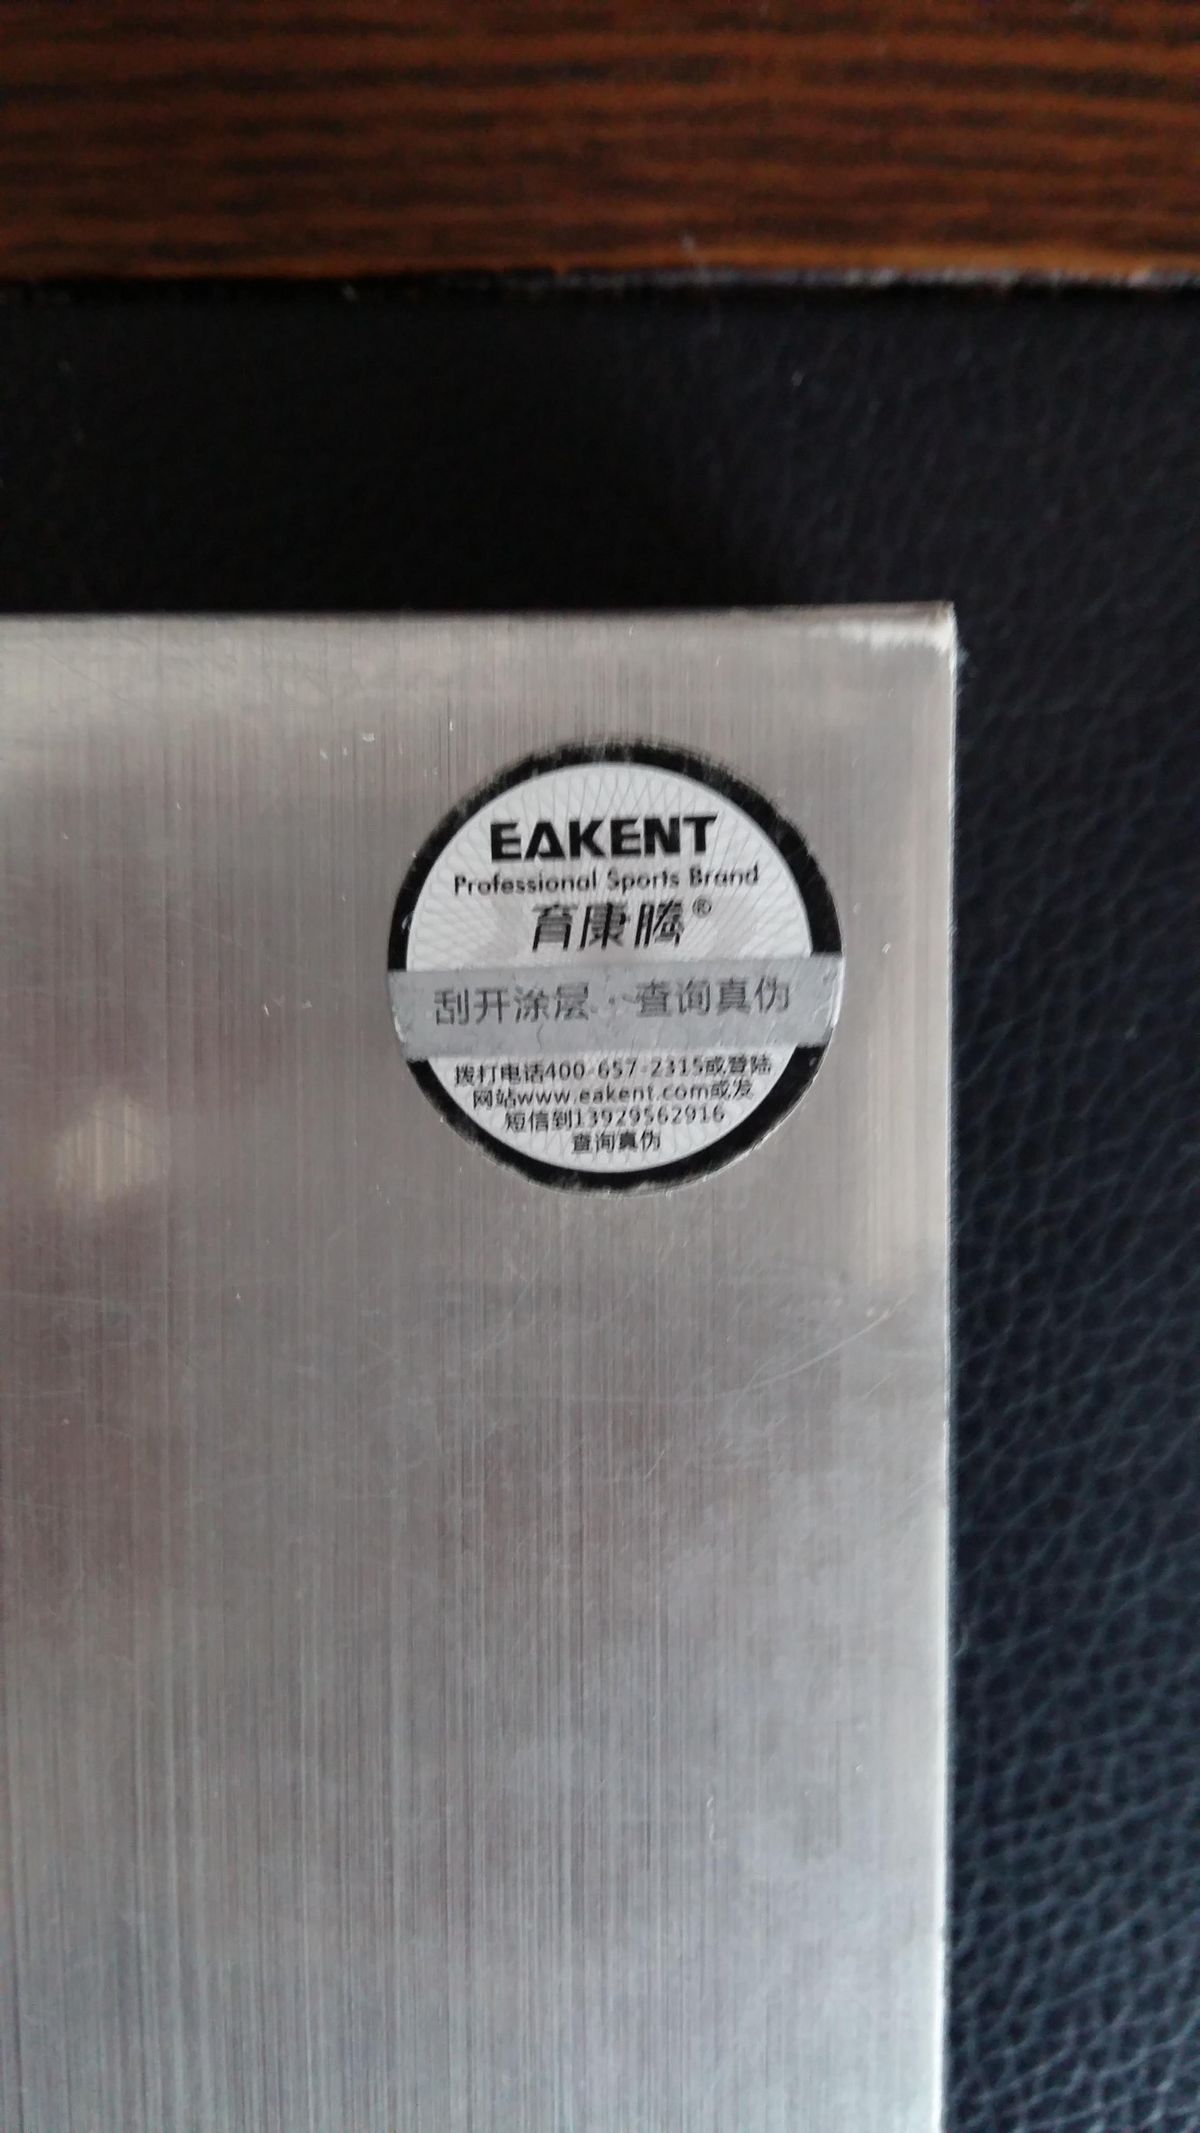 EAKENT
Professional Sports Brand
育康腾®
刮开涂层·查询真伪
拨打电话400-657-2315或登陆
网站www.eakent.com或发
短信到13929562916
查询真伪